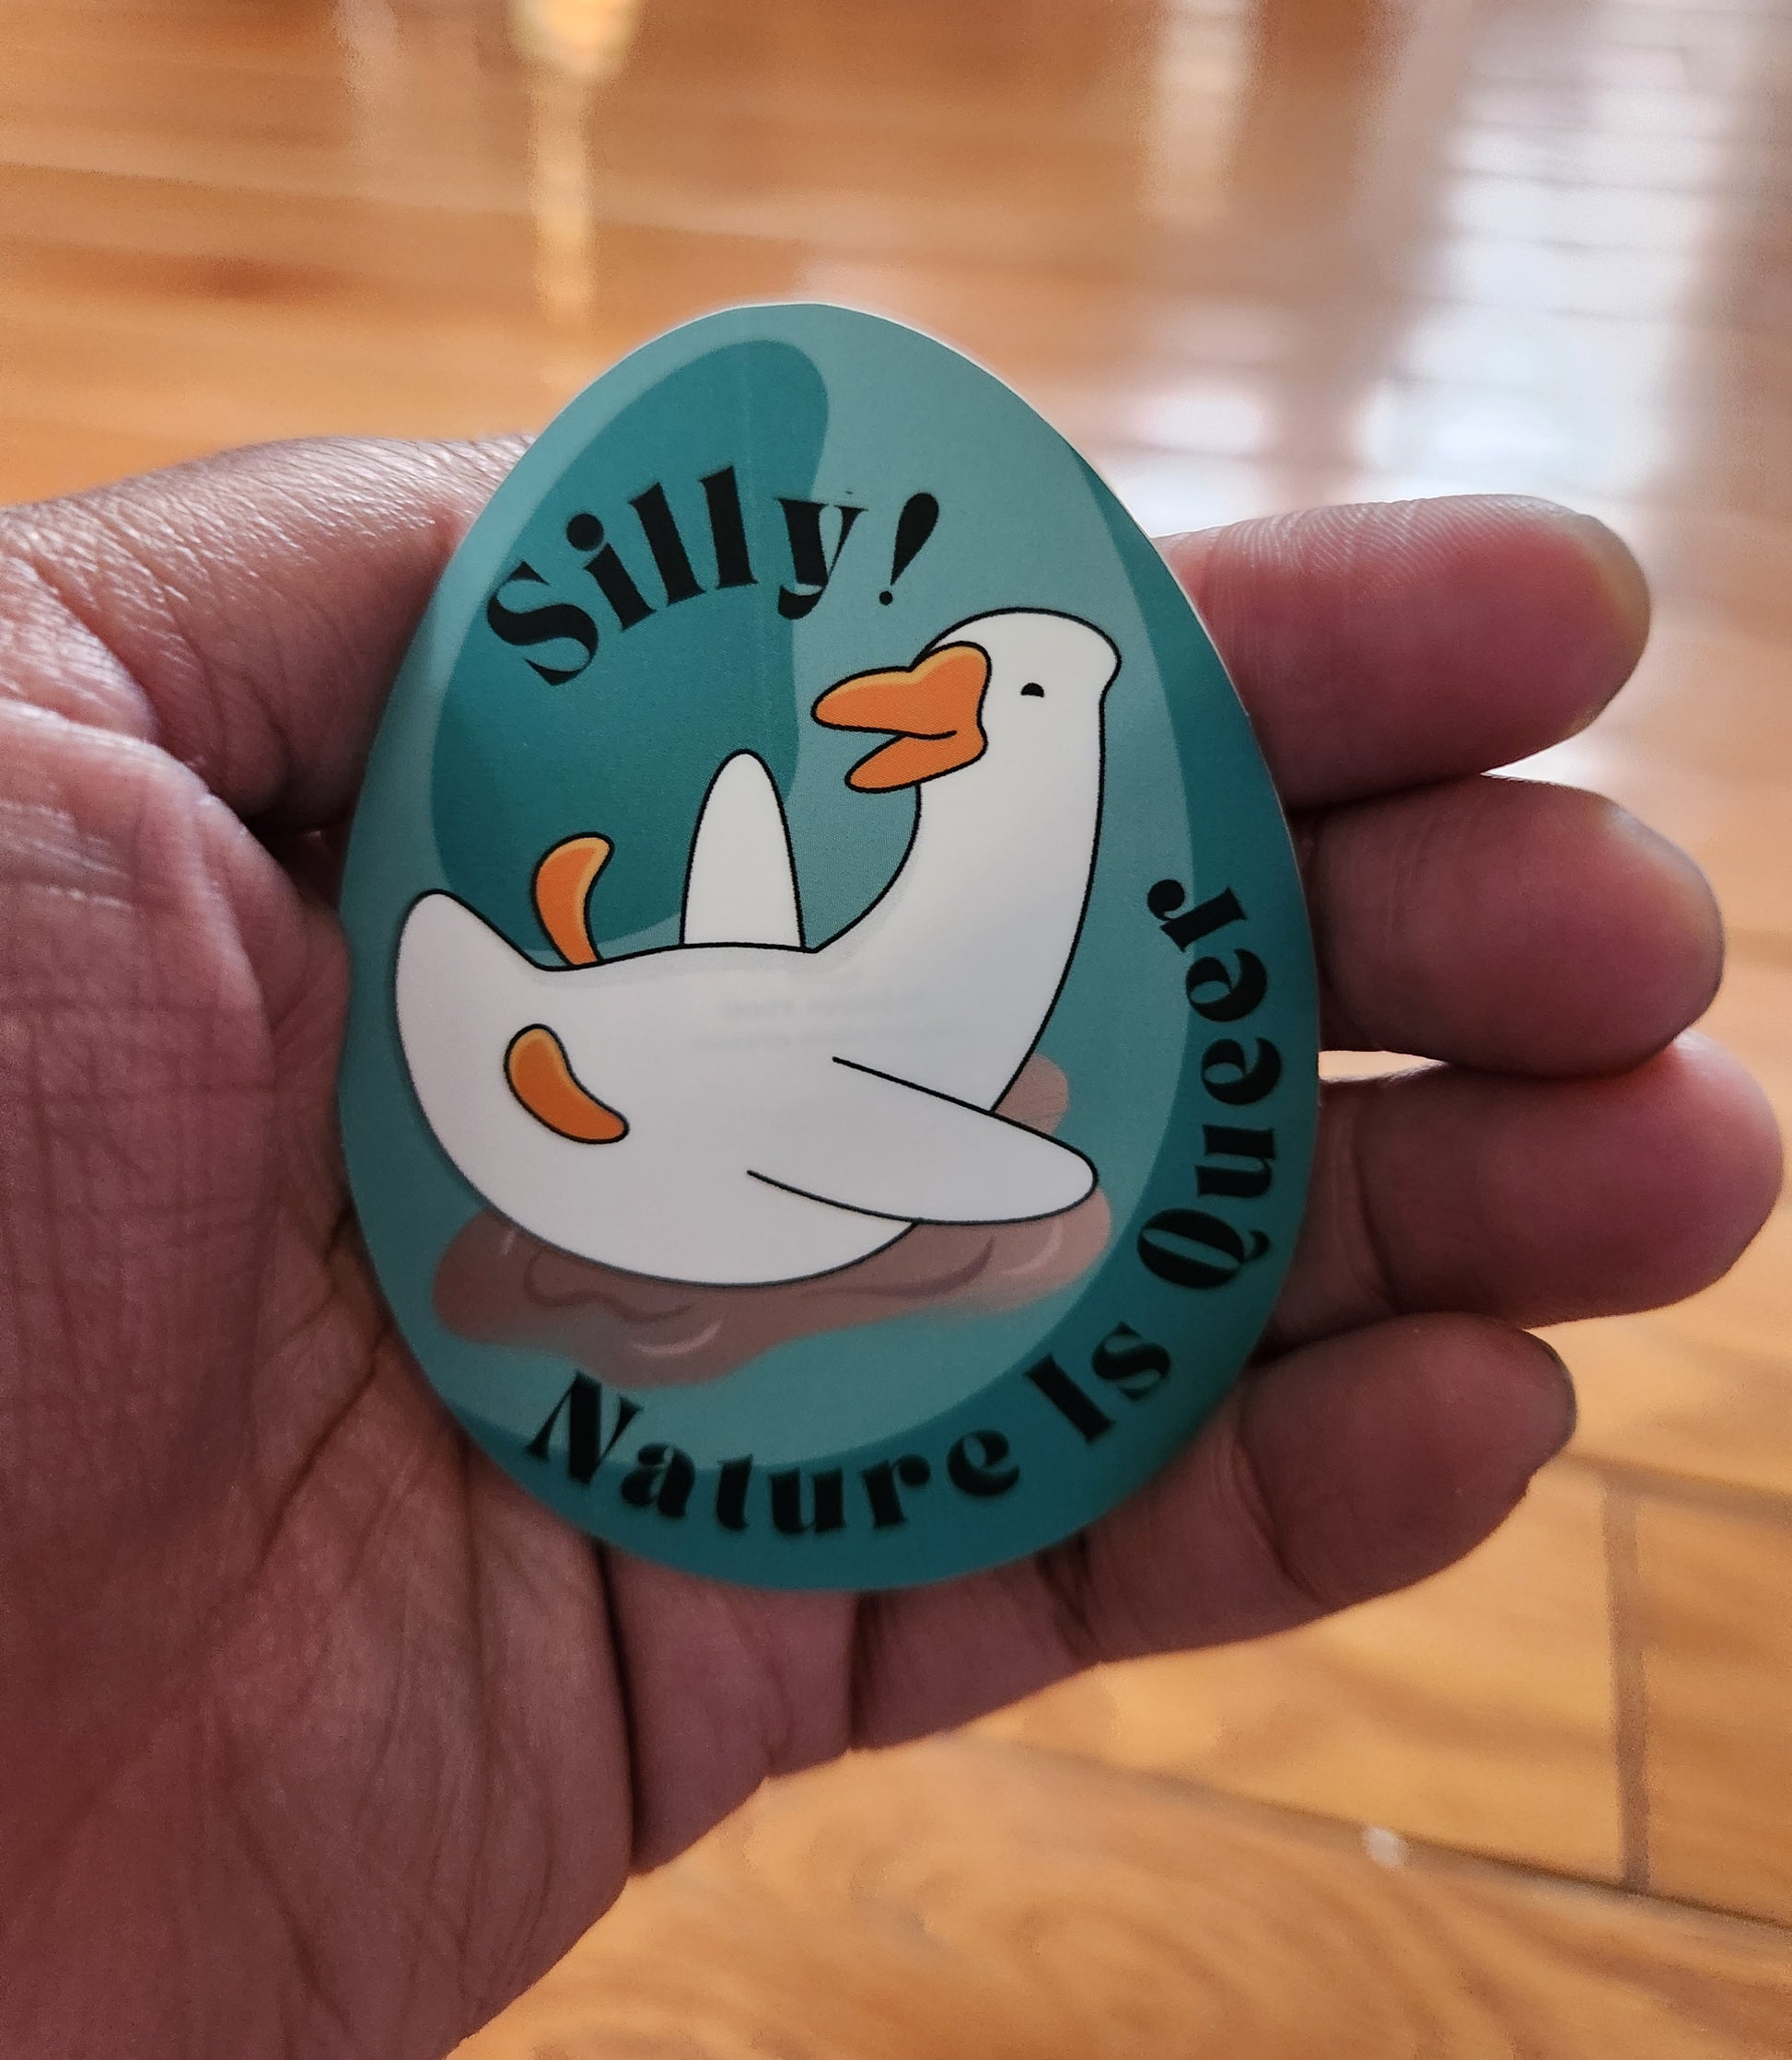 Silly!
Nature Is Queer